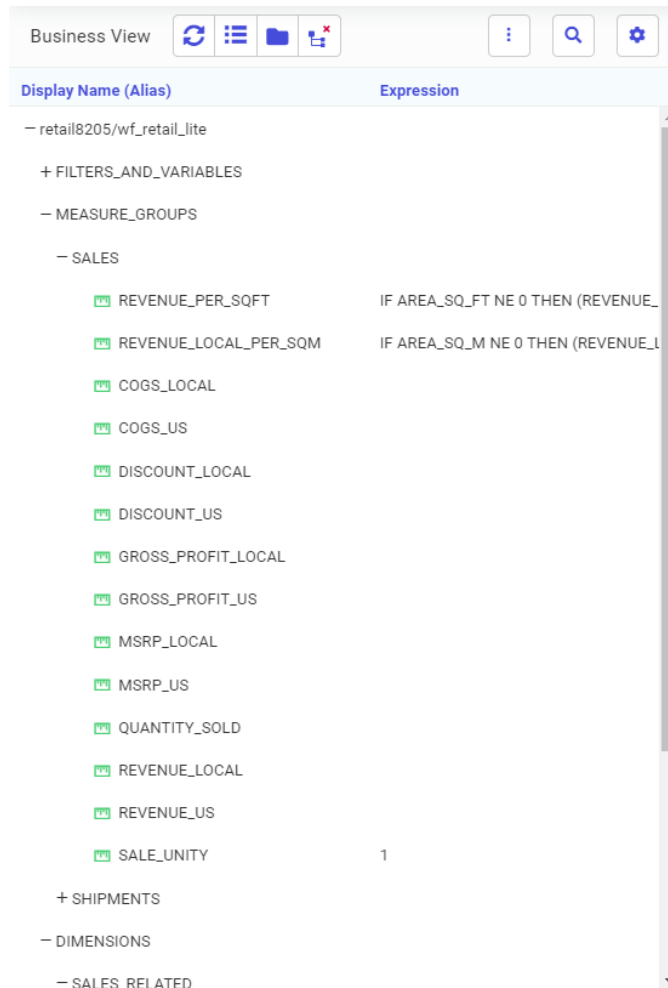 Business View
Display Name (Alias) Expression
retail8205/wf_retail_lite
+ FILTERS_AND_VARIABLES
– MEASURE_GROUPS
– SALES
REVENUE_PER_SQFT IF AREA_SQ_FT NE 0 THEN (REVENUE_
REVENUE_LOCAL_PER_SQM IF AREA_SQ_M NE 0 THEN (REVENUE_L
COGS_LOCAL
COGS_US
DISCOUNT_LOCAL
DISCOUNT_US
GROSS_PROFIT_LOCAL
GROSS_PROFIT_US
MSRP_LOCAL
MSRP_US
QUANTITY_SOLD
REVENUE_LOCAL
REVENUE_US
SALE_UNITY 1
+ SHIPMENTS
– DIMENSIONS
– SALES_RELATED